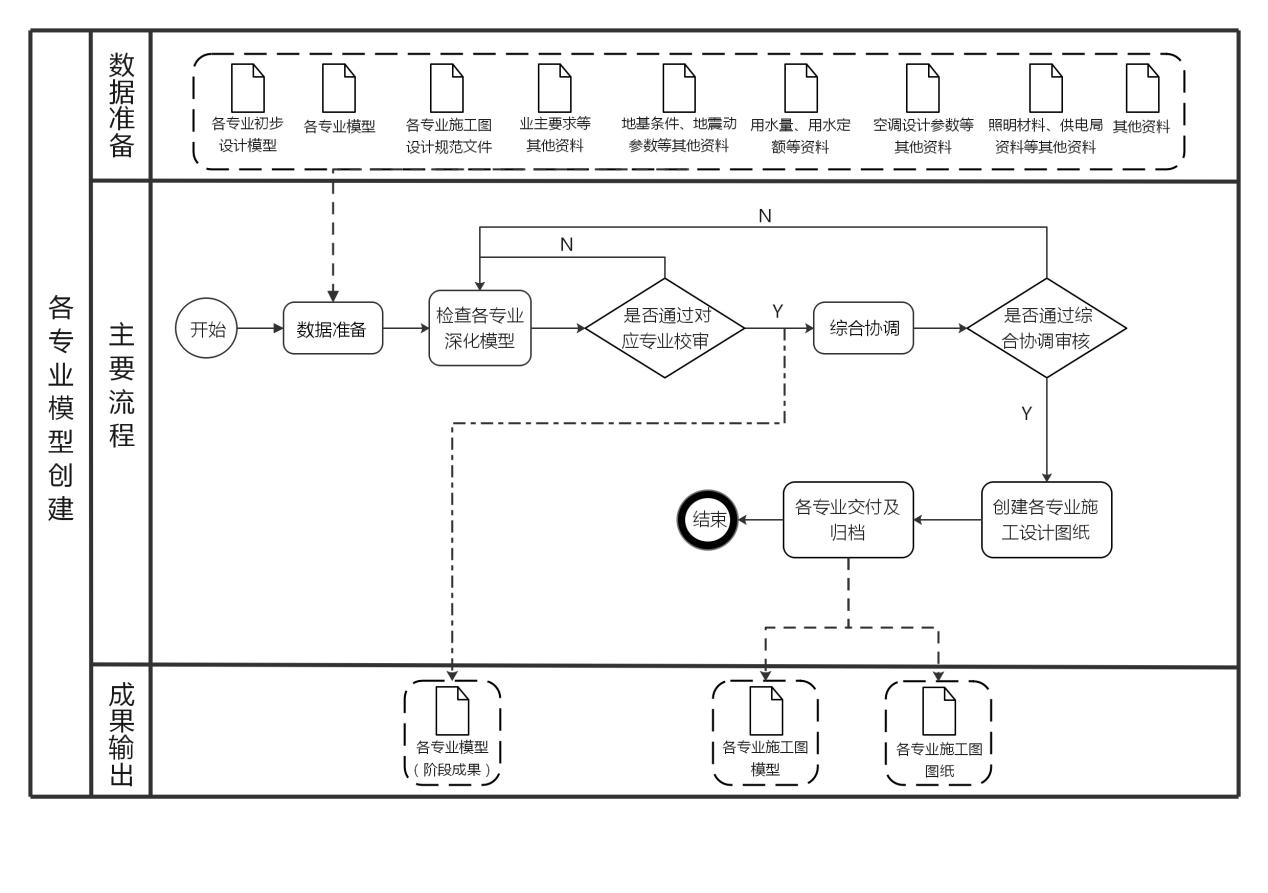 各专业模型创建
数据准备
各专业初步
设计模型
各专业模型
各专业施工图
设计规范文件
业主要求等
其他资料
地基条件、地震动
参数等其他资料
用水量、用水定
额等资料
空调设计参数等
其他资料
照明材料、供电局
资料等其他资料
其他资料
主要流程
N
N
开始
数据准备
检查各专业
深化模型
是否通过对
应专业校审
Y
综合协调
是否通过综
合协调审核
Y
创建各专业施
工设计图纸
各专业交付及
归档
结束
成果输出
各专业模型
（阶段成果）
各专业施工图
模型
各专业施工图
图纸